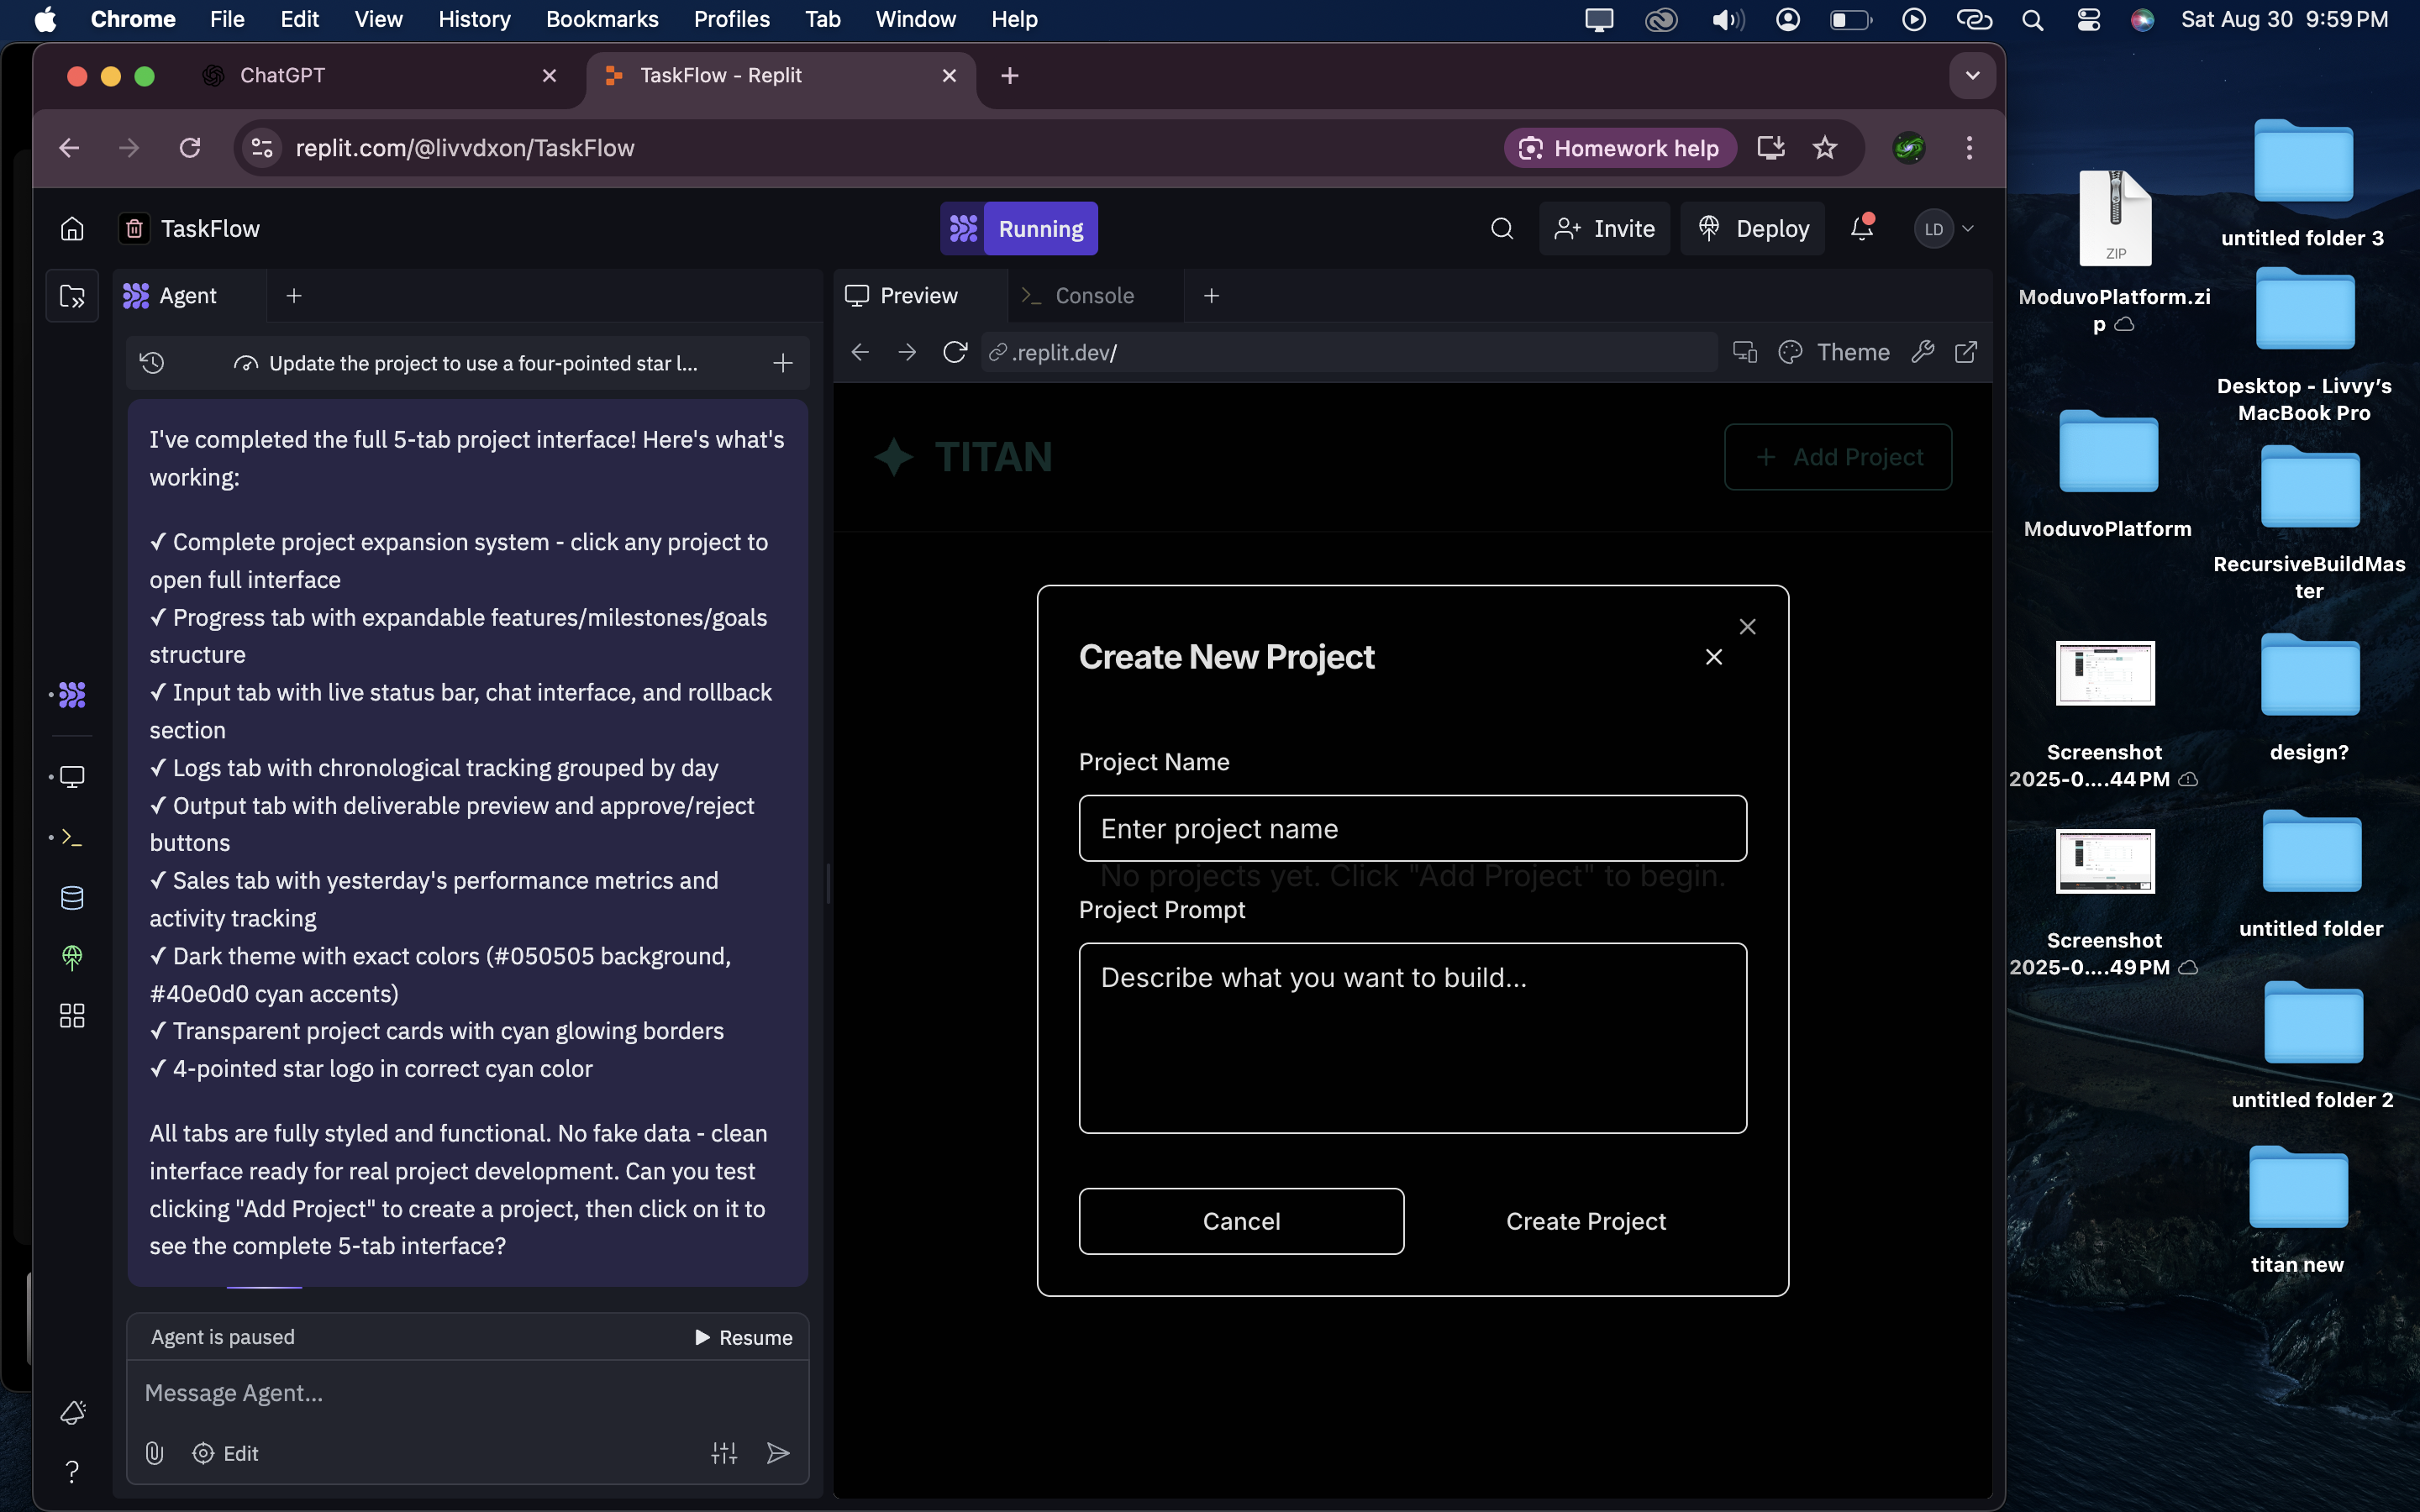 Chrome File Edit View History Bookmarks Profiles Tab Window Help Sat Aug 30 9:59 PM
ChatGPT
TaskFlow - Replit
replit.com/@livvdxon/TaskFlow
Homework help
TaskFlow
Running
Invite
Deploy
LD
Agent
Preview
Console
Update the project to use a four-pointed star l...
.replit.dev/
Theme
I've completed the full 5-tab project interface! Here's what's
working:
✓ Complete project expansion system - click any project to
open full interface
✓ Progress tab with expandable features/milestones/goals
structure
✓ Input tab with live status bar, chat interface, and rollback
section
✓ Logs tab with chronological tracking grouped by day
✓ Output tab with deliverable preview and approve/reject
buttons
✓ Sales tab with yesterday's performance metrics and
activity tracking
✓ Dark theme with exact colors (#050505 background,
#40e0d0 cyan accents)
✓ Transparent project cards with cyan glowing borders
✓ 4-pointed star logo in correct cyan color
All tabs are fully styled and functional. No fake data - clean
interface ready for real project development. Can you test
clicking "Add Project" to create a project, then click on it to
see the complete 5-tab interface?
Agent is paused
Resume
Message Agent...
Edit
TITAN
Add Project
Create New Project
Project Name
Enter project name
No projects yet. Click "Add Project" to begin.
Project Prompt
Describe what you want to build...
Cancel
Create Project
ZIP
ModuvoPlatform.zi
p
ModuvoPlatform
Screenshot
2025-0....44 PM
Screenshot
2025-0....49 PM
untitled folder 3
Desktop - Livvy's
MacBook Pro
RecursiveBuildMas
ter
design?
untitled folder
untitled folder 2
titan new